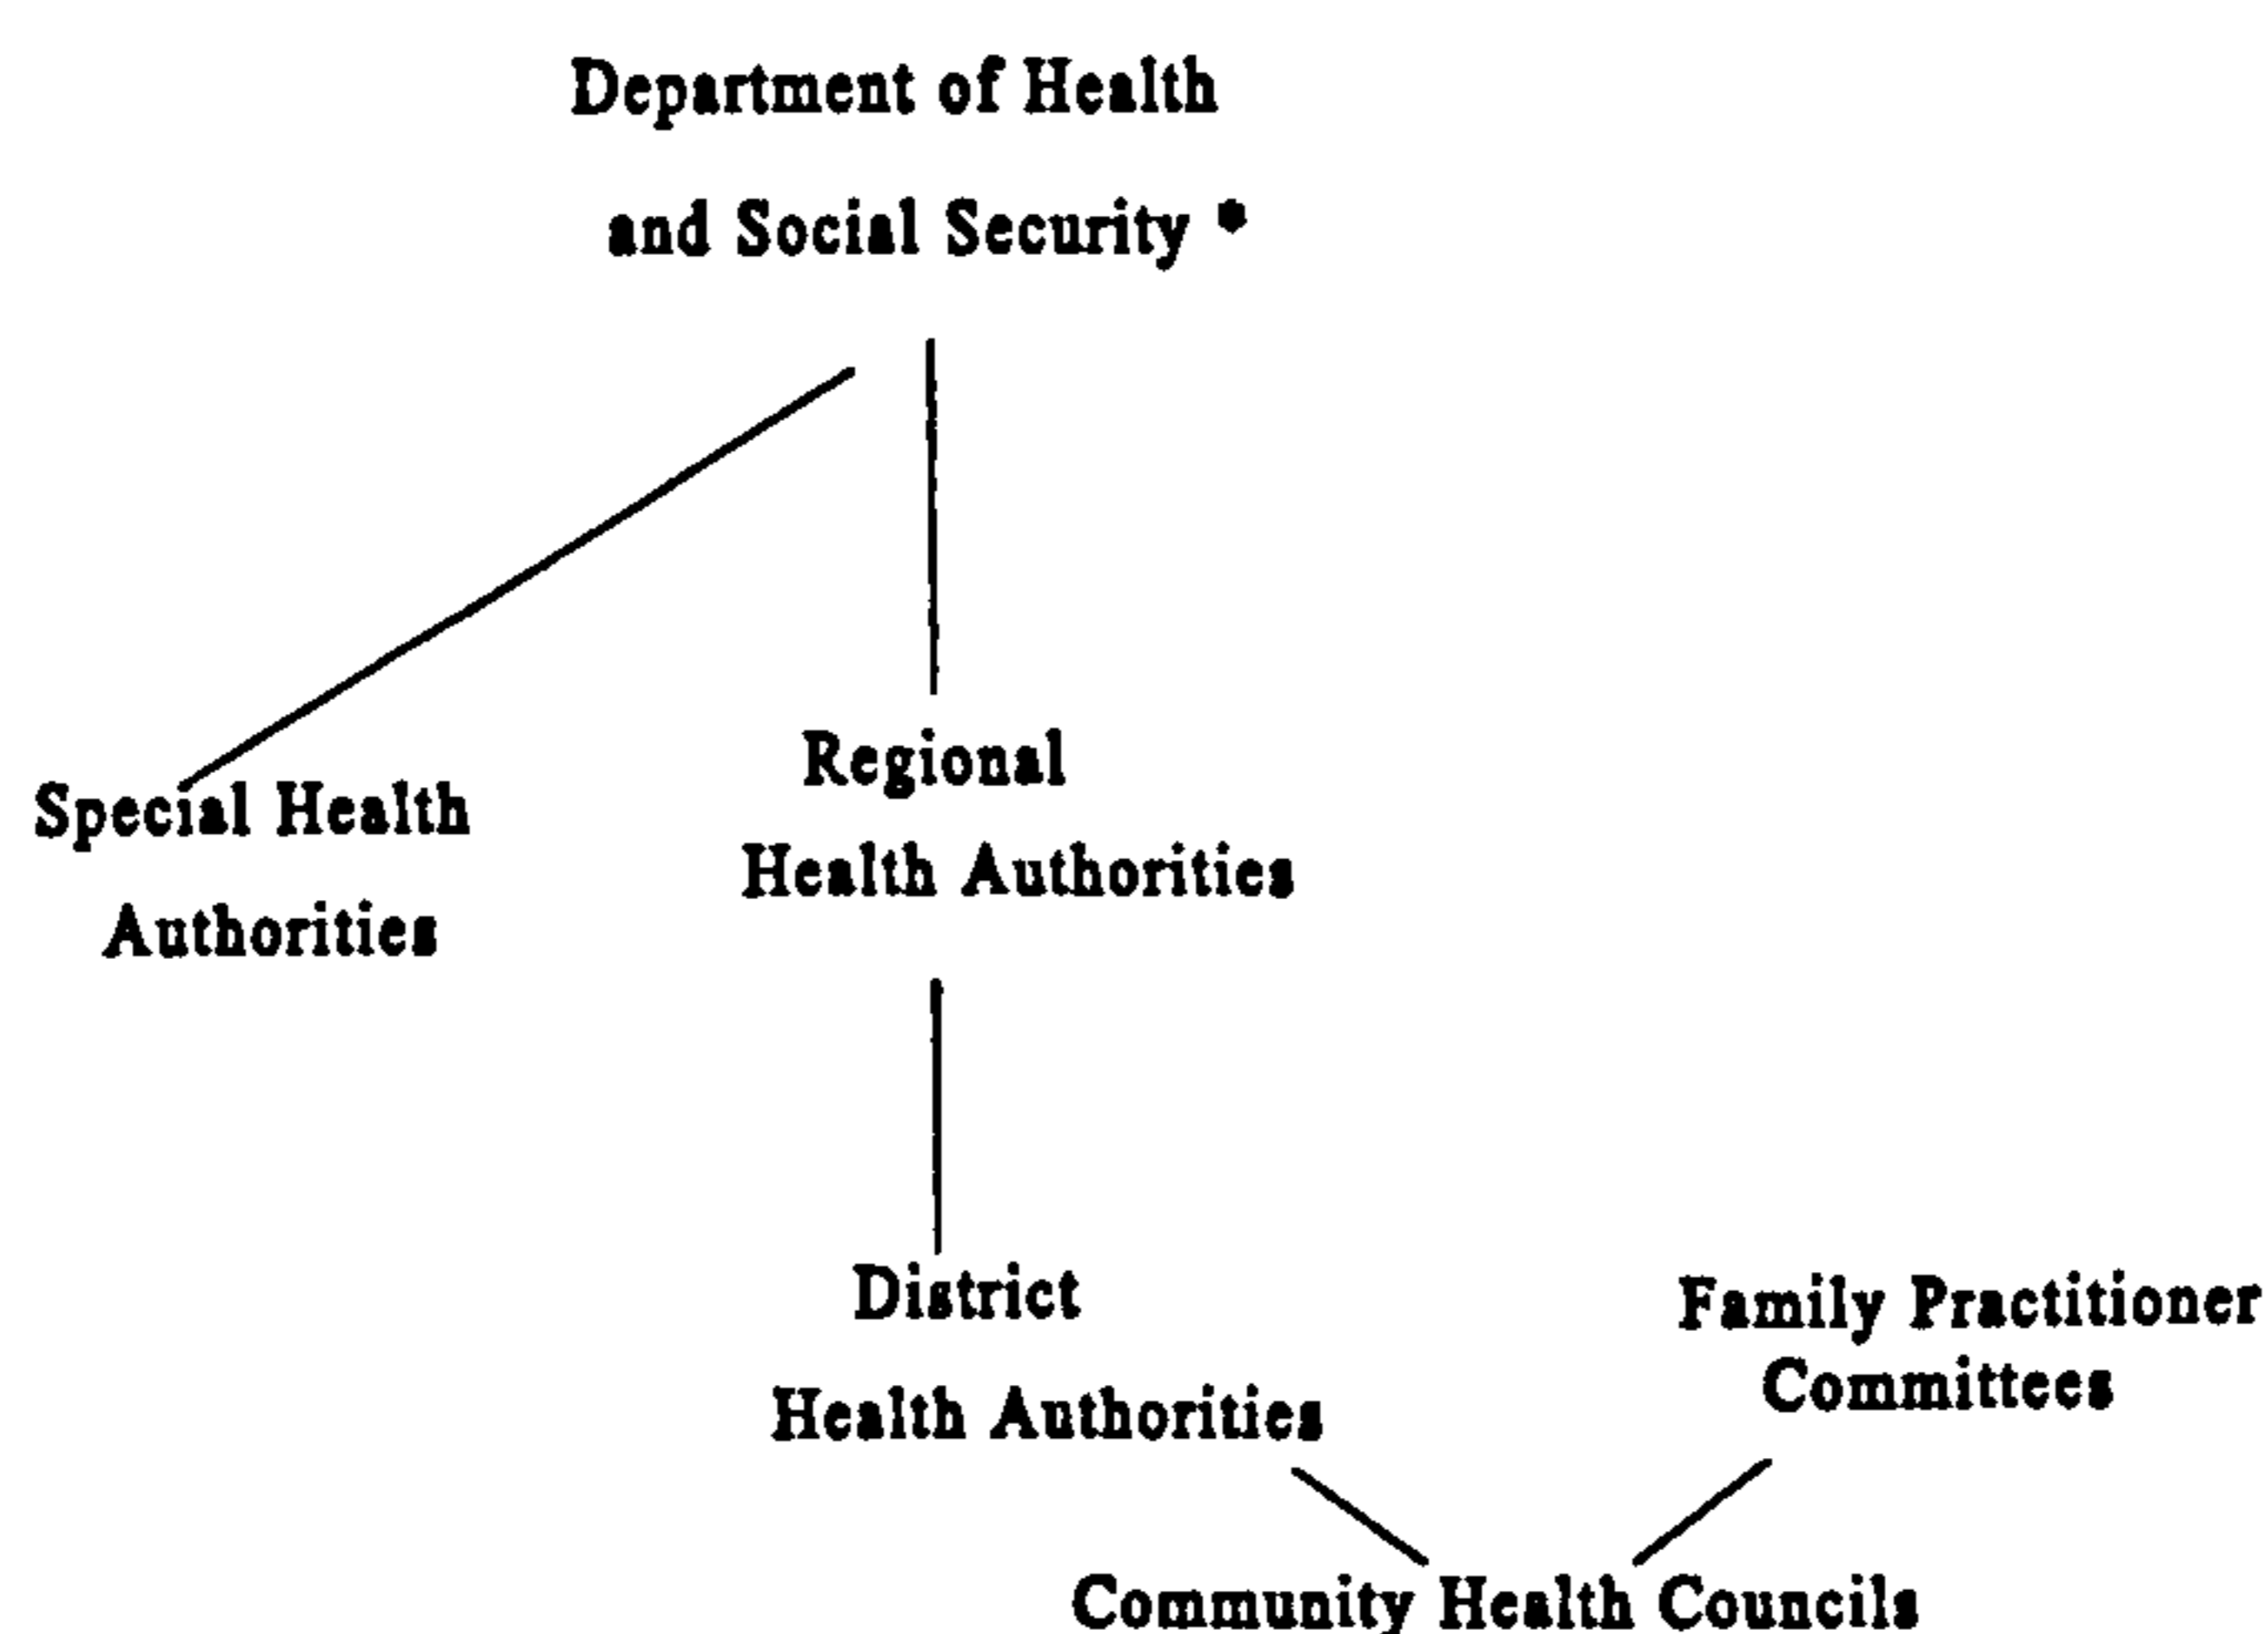 Department of Health
and Social Security *
Special Health
Authorities
Regional
Health Authorities
District
Health Authorities
Family Practitioner
Committees
Community Health Councils